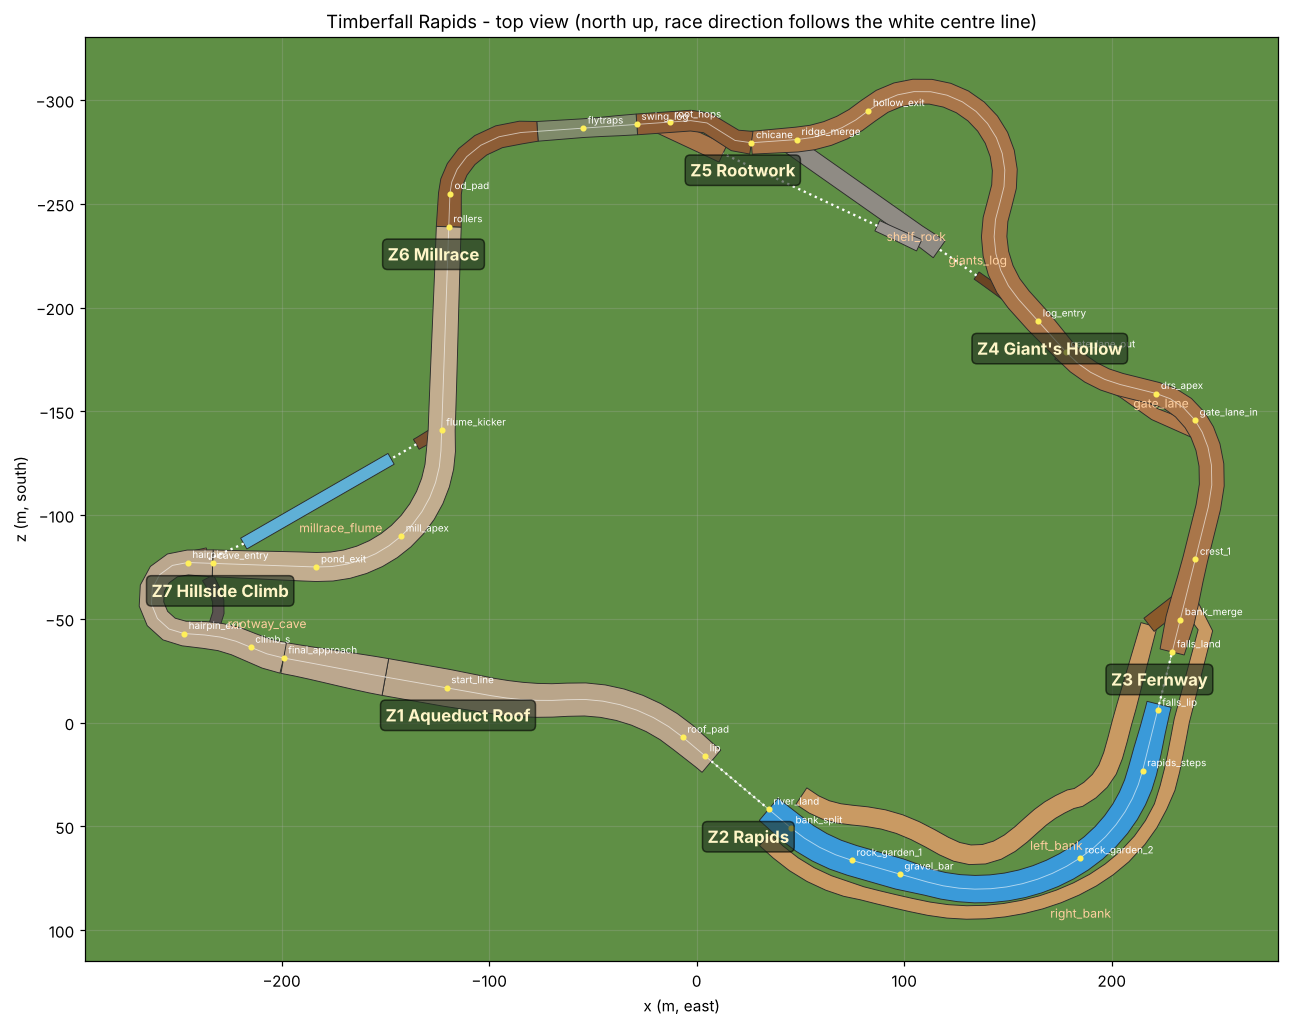 Timberfall Rapids - top view (north up, race direction follows the white centre line)
−300
−250
−200
−150
−100
−50
0
50
100
z (m, south)
−200
−100
0
100
200
x (m, east)
flytraps
swing_log
root_hops
chicane
ridge_merge
hollow_exit
Z5 Rootwork
od_pad
rollers
Z6 Millrace
shelf_rock
giants_log
log_entry
Z4 Giant's Hollow
drs_apex
gate_lane
gate_lane_in
flume_kicker
millrace_flume
mill_apex
pond_exit
cave_entry
Z7 Hillside Climb
crest_1
bank_merge
falls_land
Z3 Fernway
falls_lip
rapids_steps
hairpin_exit
rootway_cave
climb_s
final_approach
start_line
Z1 Aqueduct Roof
roof_pad
lip
river_land
bank_split
Z2 Rapids
rock_garden_1
gravel_bar
left_bank
rock_garden_2
right_bank